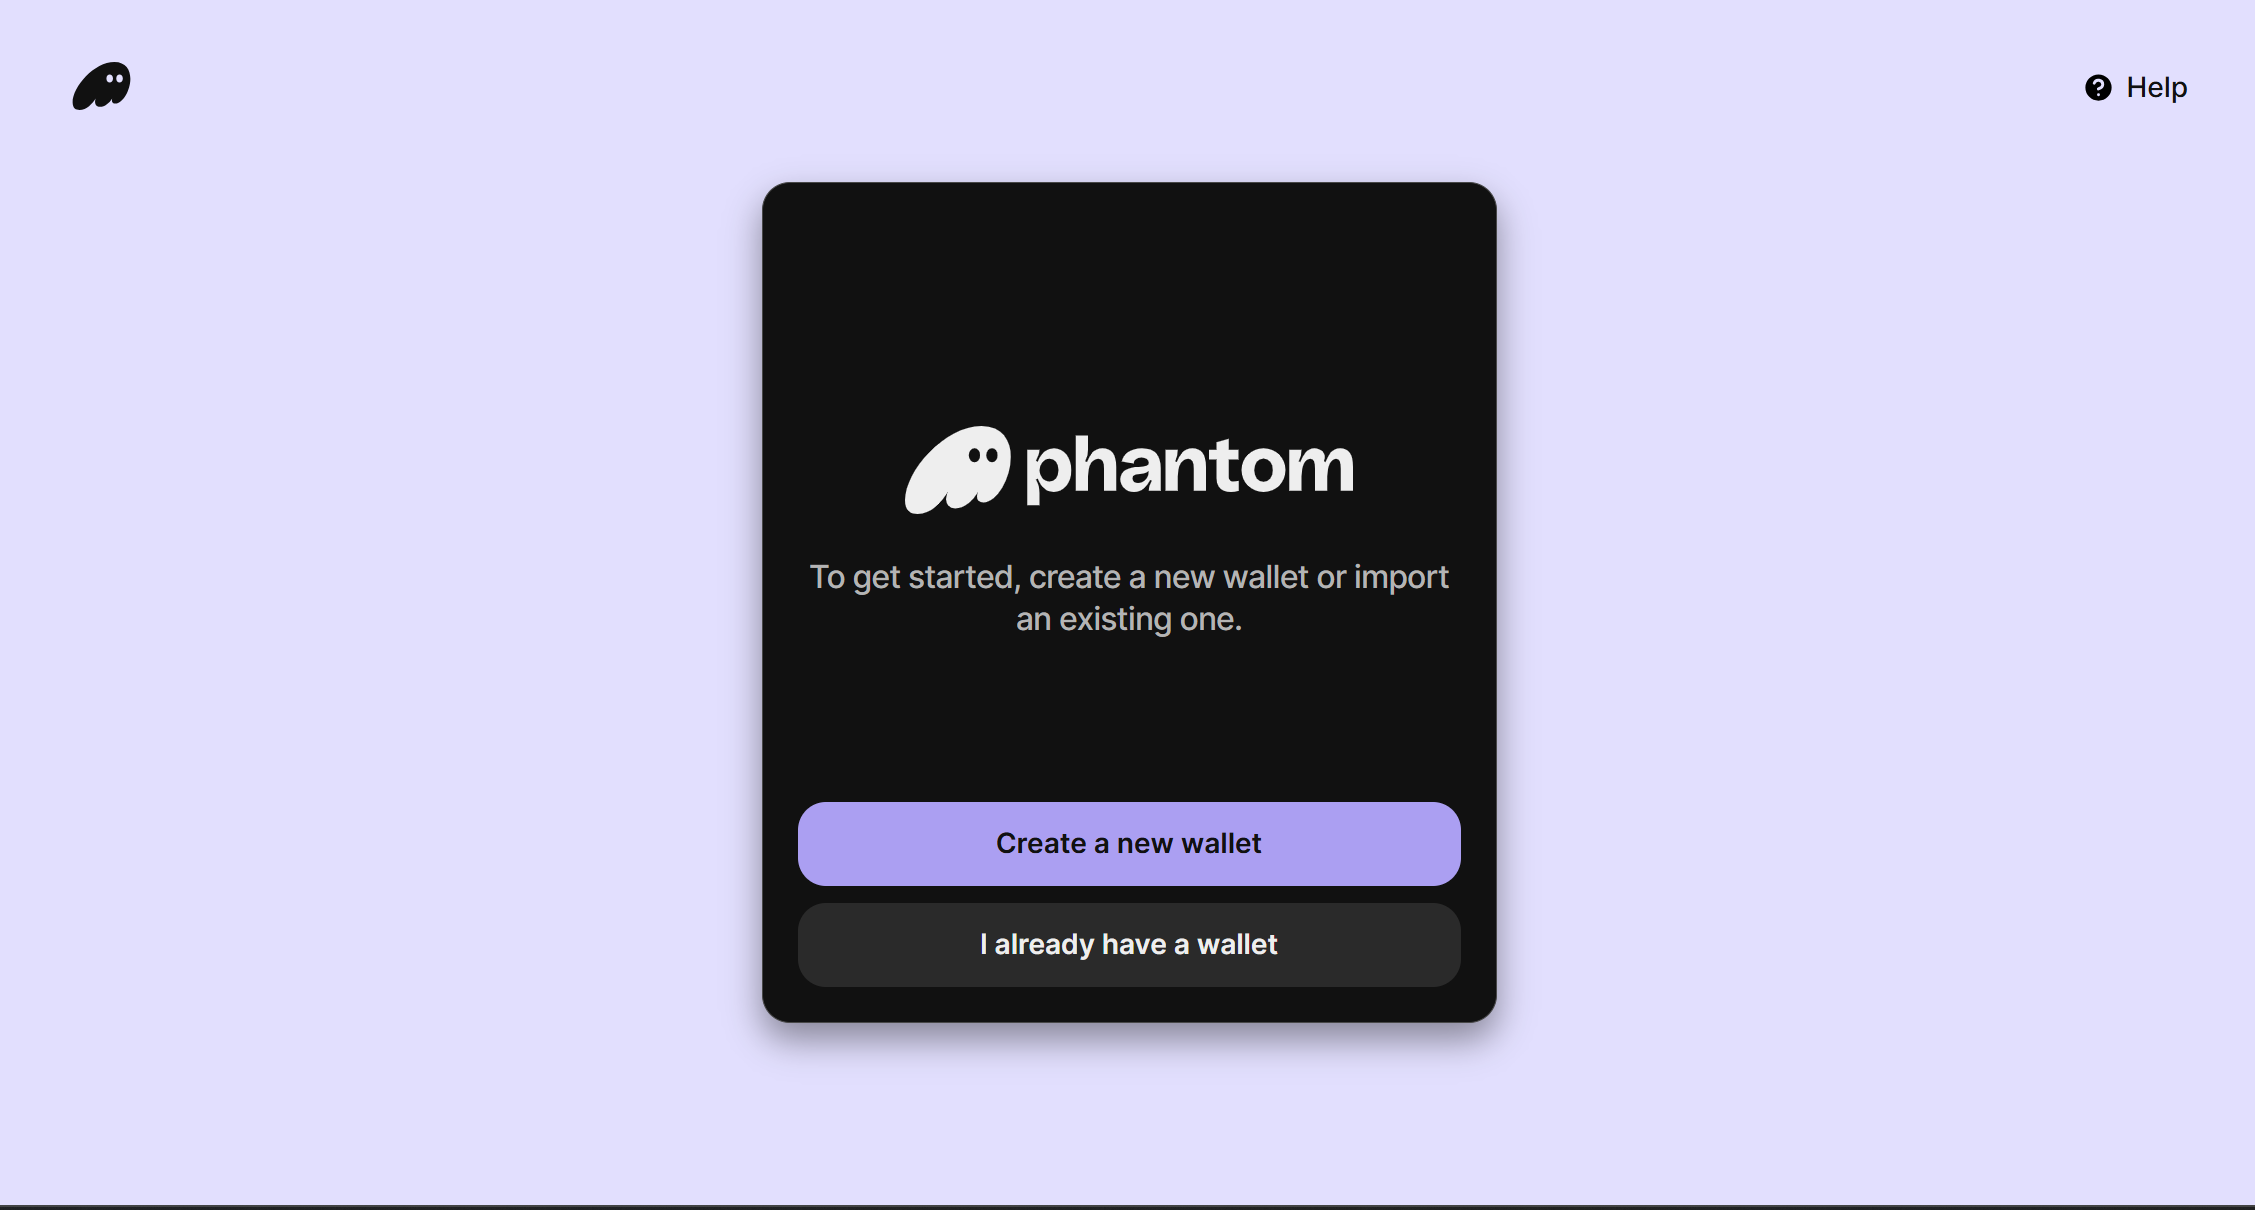 Help
phantom
To get started, create a new wallet or import
an existing one.
Create a new wallet
I already have a wallet